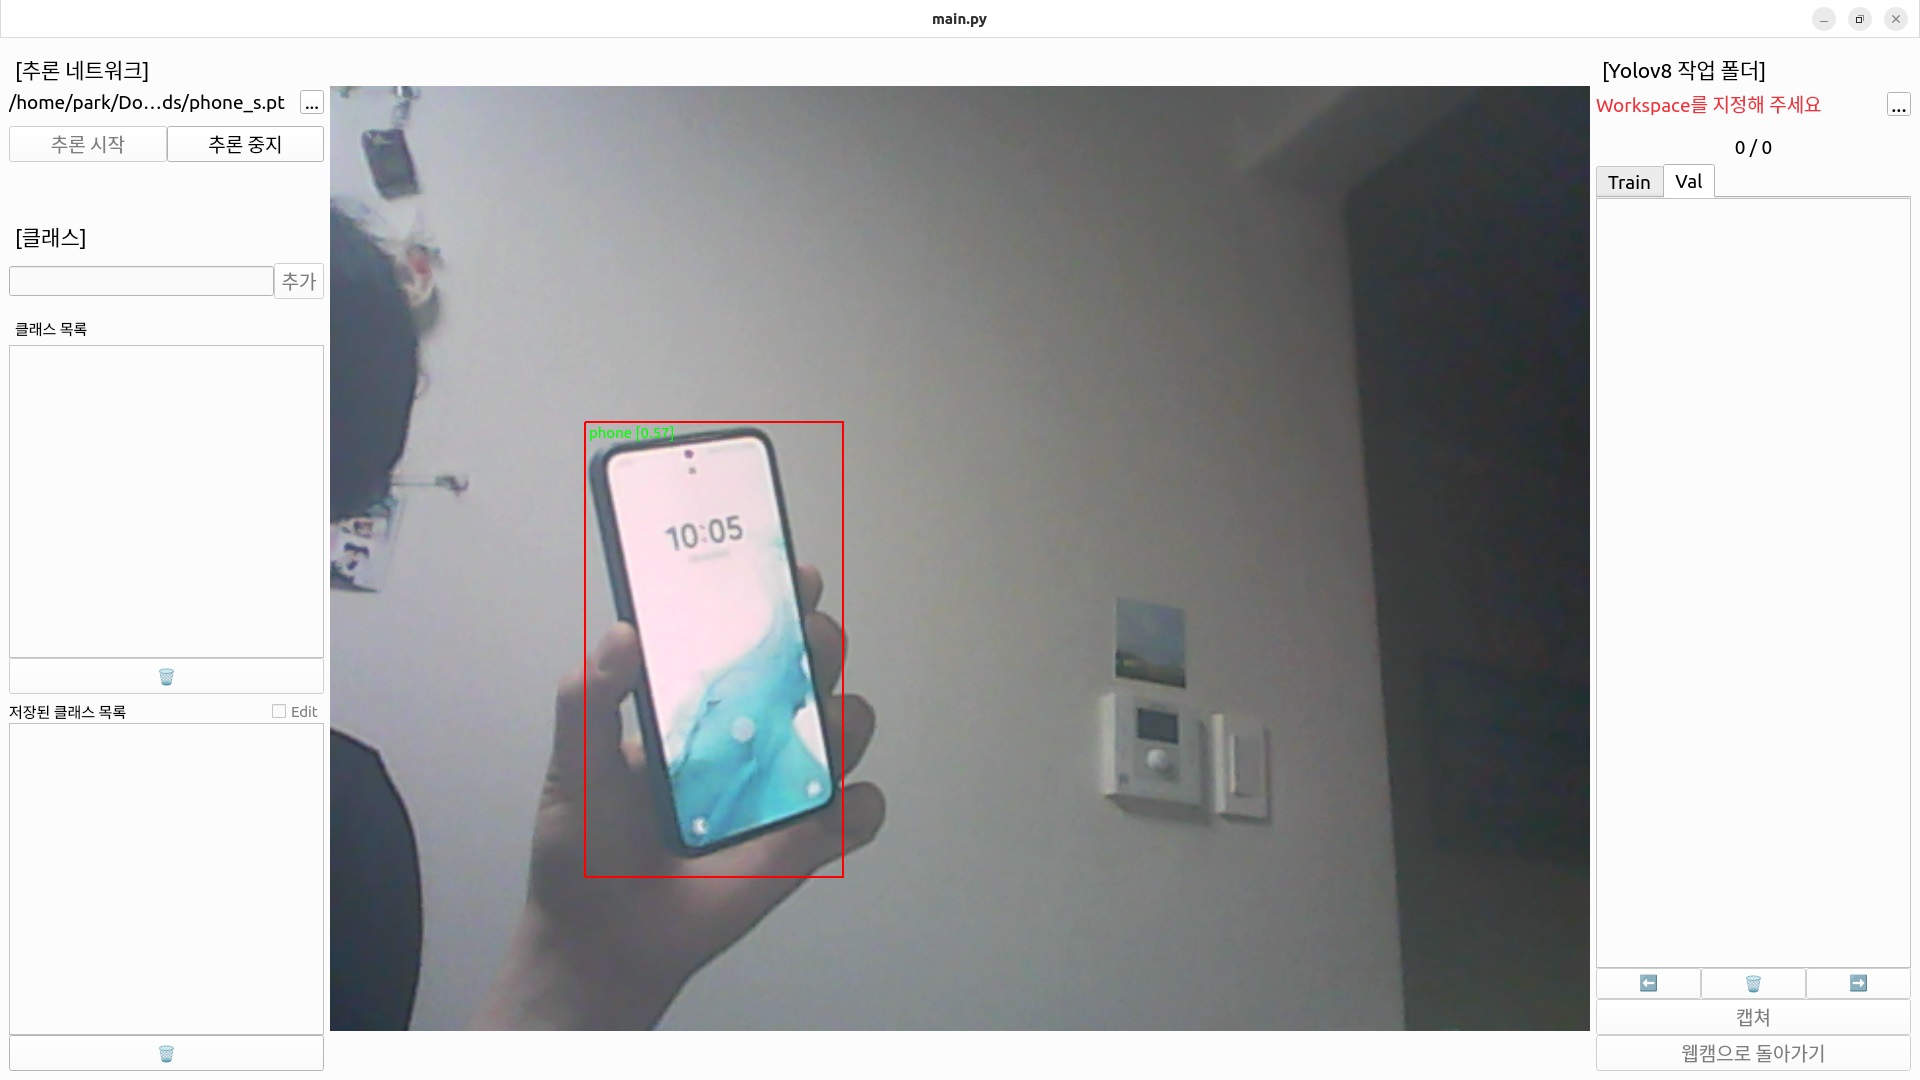 main.py
[추론 네트워크]
/home/park/Do...ds/phone_s.pt
...
추론 시작
추론 중지
[클래스]
추가
클래스 목록
저장된 클래스 목록
Edit
phone [0.57]
10:05
[Yolov8 작업 폴더]
Workspace를 지정해 주세요
...
0 / 0
Train
Val
캡쳐
웹캠으로 돌아가기